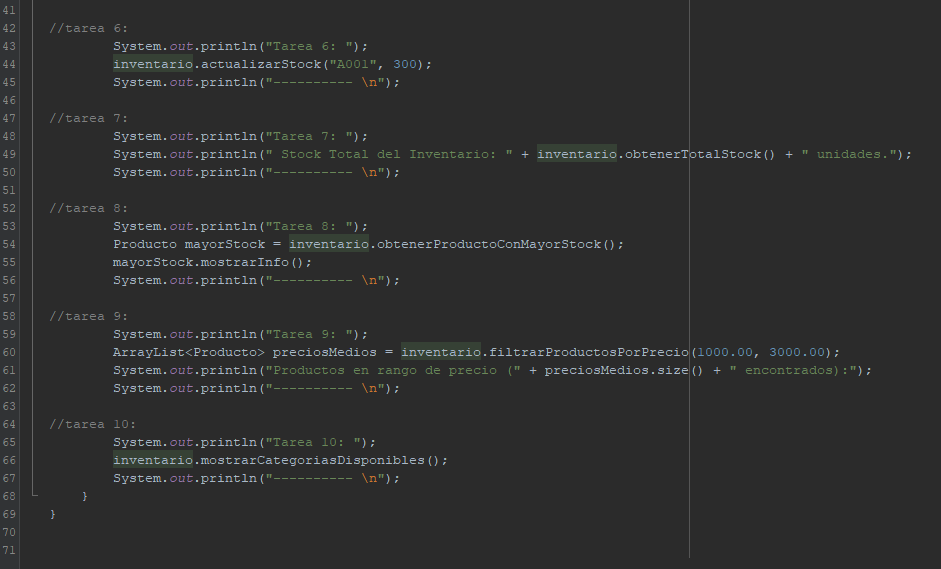 41
42 //tarea 6:
43 System.out.println("Tarea 6: ");
44 inventario.actualizarStock("A001", 300);
45 System.out.println("---------- \n");
46
47 //tarea 7:
48 System.out.println("Tarea 7: ");
49 System.out.println(" Stock Total del Inventario: " + inventario.obtenerTotalStock() + " unidades.");
50 System.out.println("---------- \n");
51
52 //tarea 8:
53 System.out.println("Tarea 8: ");
54 Producto mayorStock = inventario.obtenerProductoConMayorStock();
55 mayorStock.mostrarInfo();
56 System.out.println("---------- \n");
57
58 //tarea 9:
59 System.out.println("Tarea 9: ");
60 ArrayList<Producto> preciosMedios = inventario.filtrarProductosPorPrecio(1000.00, 3000.00);
61 System.out.println("Productos en rango de precio (" + preciosMedios.size() + " encontrados):");
62 System.out.println("---------- \n");
63
64 //tarea 10:
65 System.out.println("Tarea 10: ");
66 inventario.mostrarCategoriasDisponibles();
67 System.out.println("---------- \n");
68 }
69 }
70
71